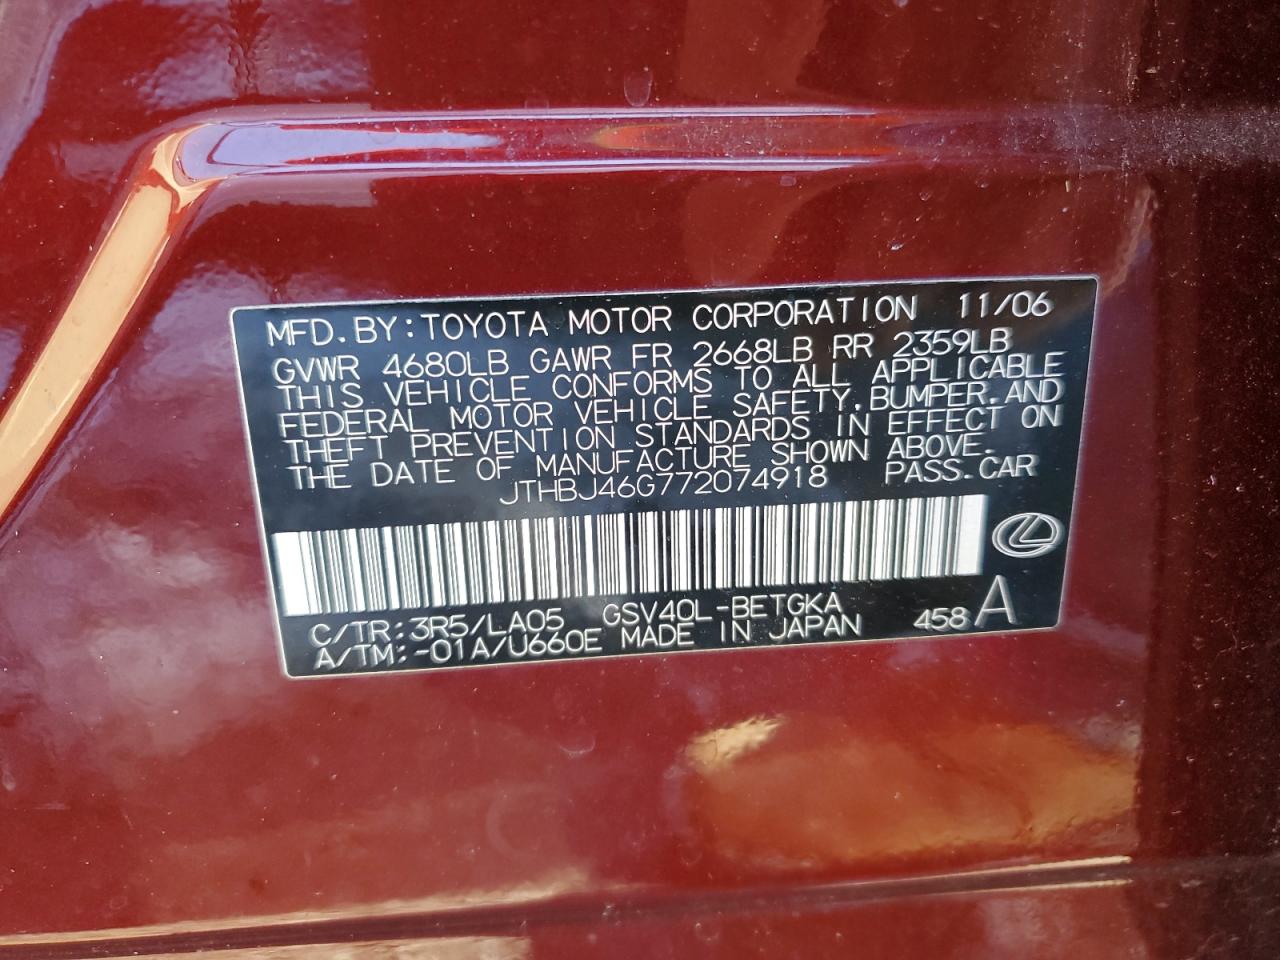 MFD. BY: TOYOTA MOTOR CORPORATION 11/06
GVWR 4680LB GAWR FR 2668LB RR 2359LB
THIS VEHICLE CONFORMS TO ALL APPLICABLE
FEDERAL MOTOR VEHICLE SAFETY, BUMPER, AND
THEFT PREVENTION STANDARDS IN EFFECT ON
THE DATE OF MANUFACTURE SHOWN ABOVE.
JTHBJ46G772074918 PASS. CAR
C/TR: 3R5/LA05 GSV40L-BETGKA
A/TM: -01A/U660E MADE IN JAPAN 458 A